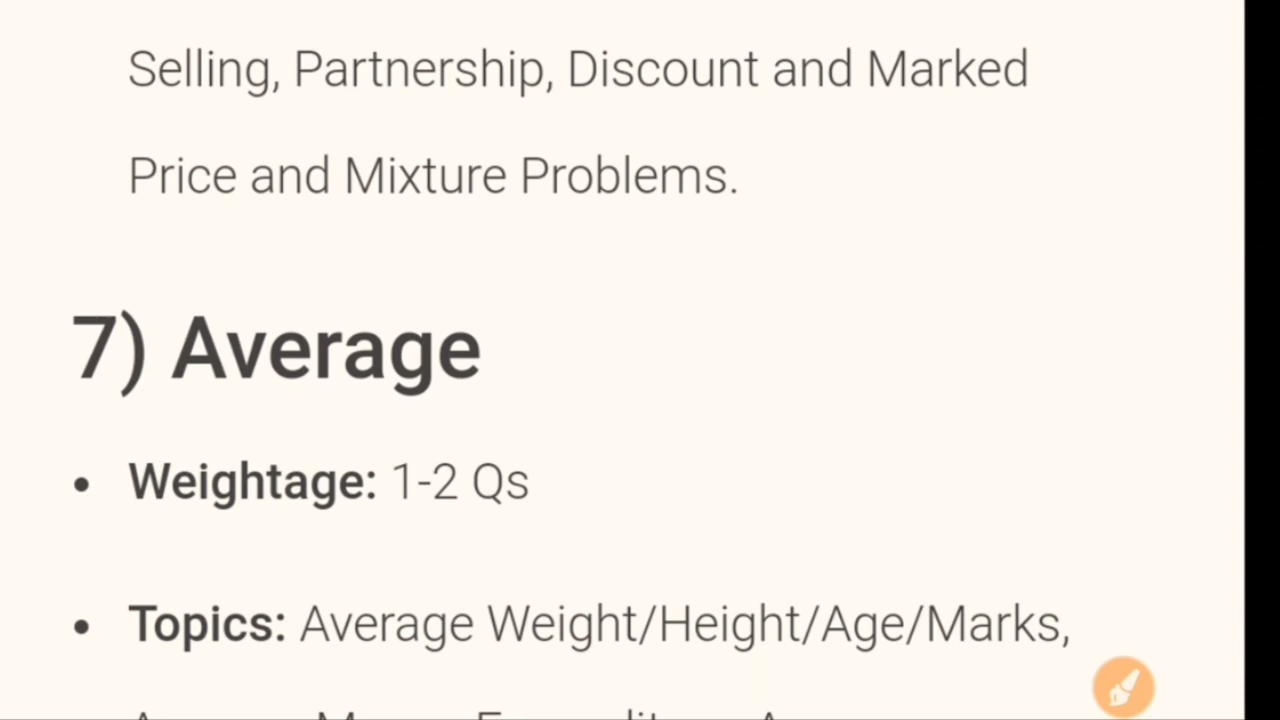 Selling, Partnership, Discount and Marked
Price and Mixture Problems.
7) Average
• Weightage: 1-2 Qs
• Topics: Average Weight/Height/Age/Marks,